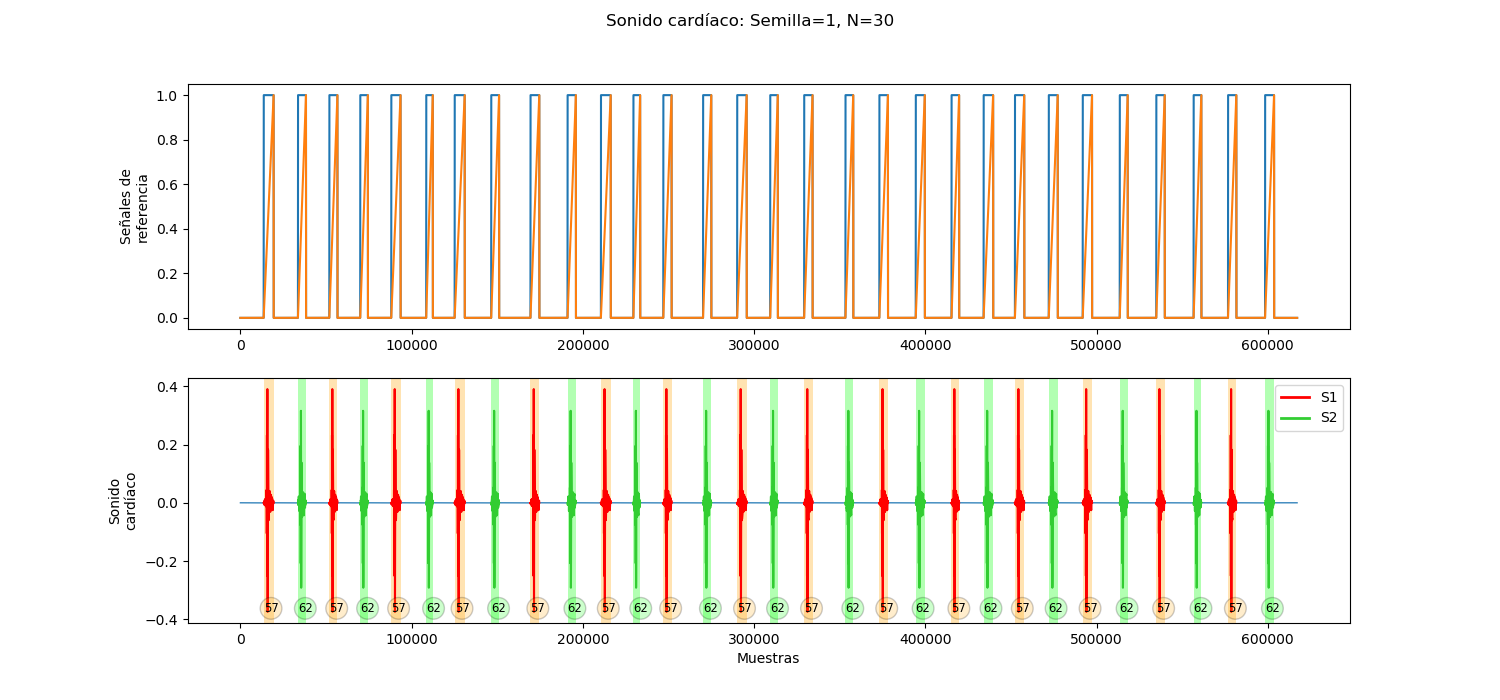 Sonido cardíaco: Semilla=1, N=30
1.0
0.8
0.6
0.4
0.2
0.0
Señales de
referencia
0 100000 200000 300000 400000 500000 600000
0.4
0.2
0.0
−0.2
−0.4
Sonido
cardíaco
S1
S2
57 62 57 62 57 62 57 62 57 62 57 62 57 62 57 62 57 62 57 62 57 62 57 62 57 62 57 62 57 62
0 100000 200000 300000 400000 500000 600000
Muestras